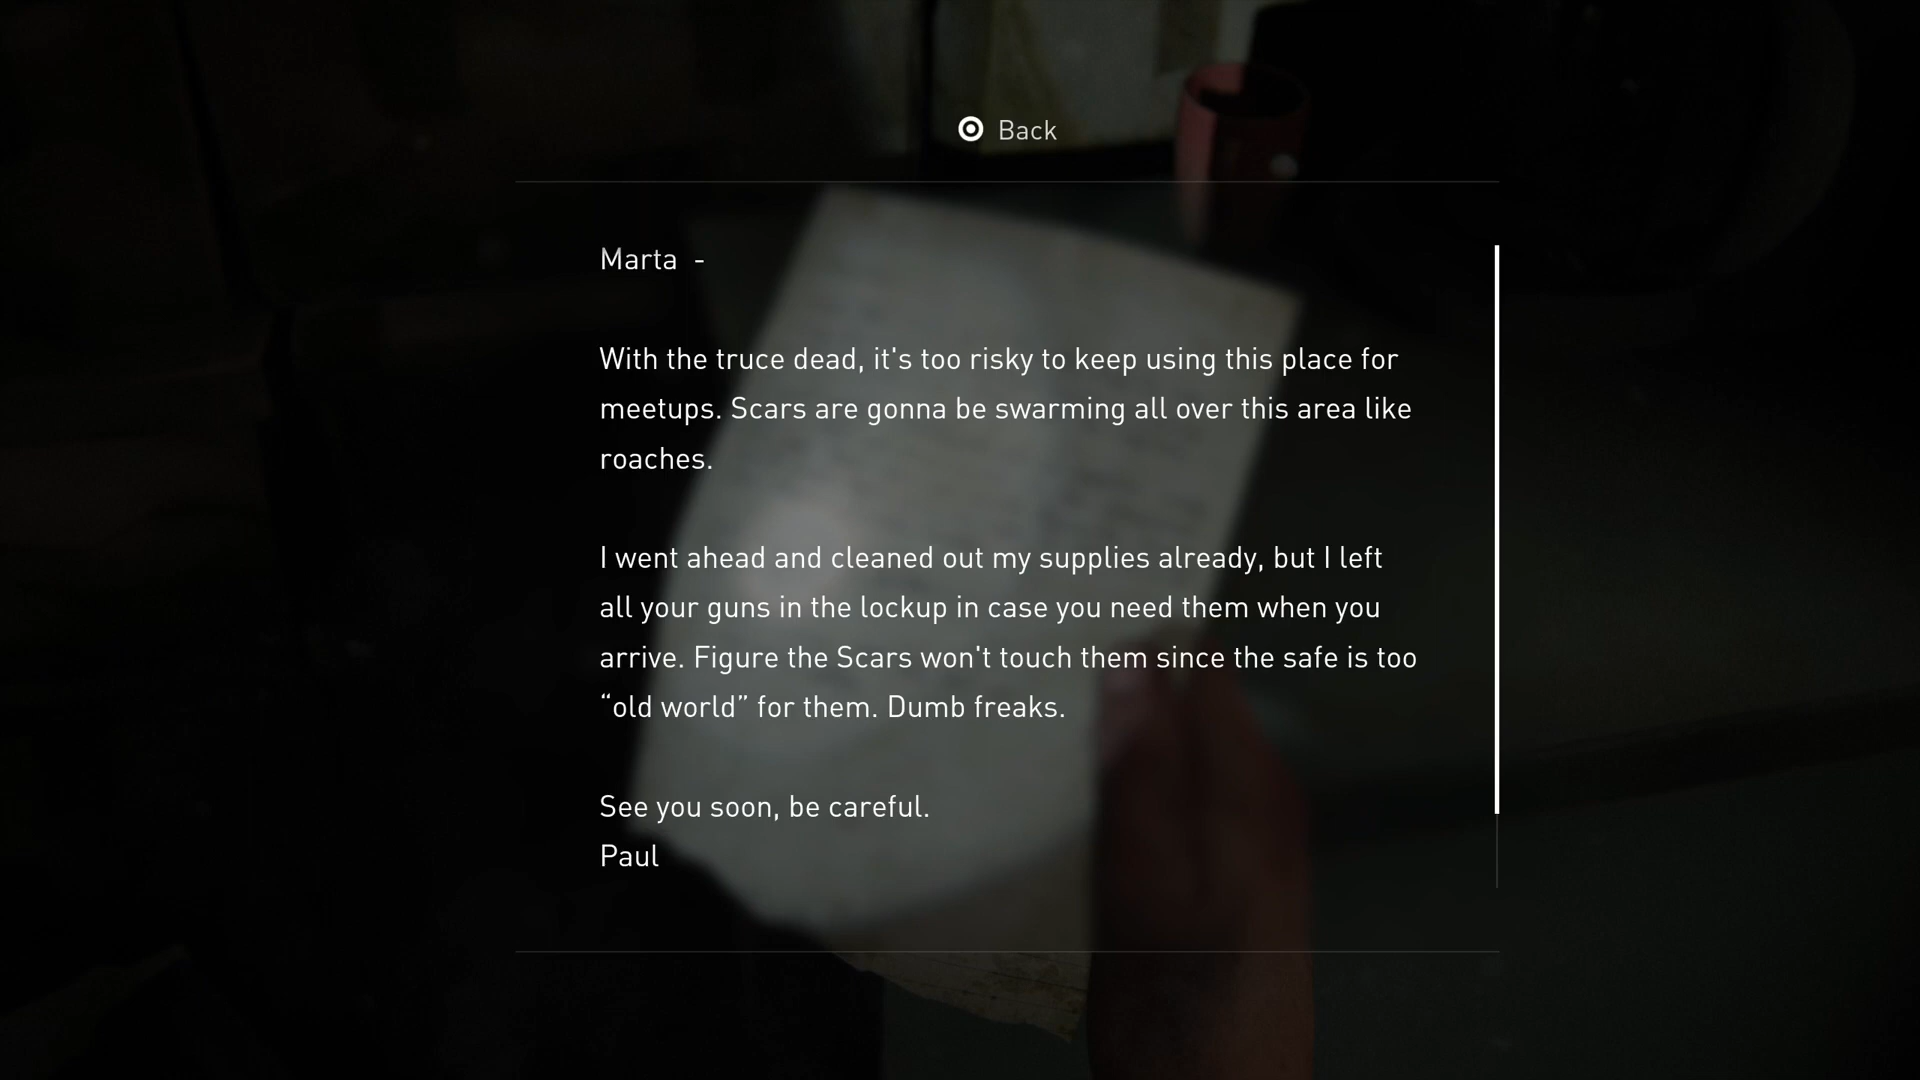 Back
Marta -
With the truce dead, it's too risky to keep using this place for
meetups. Scars are gonna be swarming all over this area like
roaches.
I went ahead and cleaned out my supplies already, but I left
all your guns in the lockup in case you need them when you
arrive. Figure the Scars won't touch them since the safe is too
“old world” for them. Dumb freaks.
See you soon, be careful.
Paul